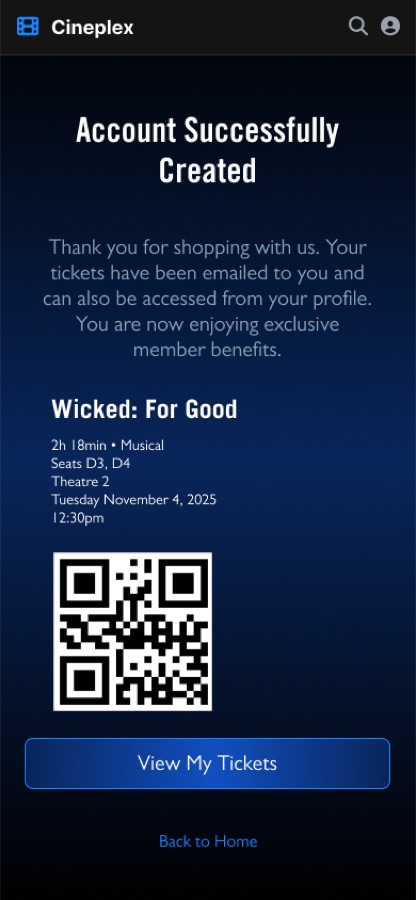 Cineplex
Account Successfully
Created
Thank you for shopping with us. Your
tickets have been emailed to you and
can also be accessed from your profile.
You are now enjoying exclusive
member benefits.
Wicked: For Good
2h 18min • Musical
Seats D3, D4
Theatre 2
Tuesday November 4, 2025
12:30pm
View My Tickets
Back to Home